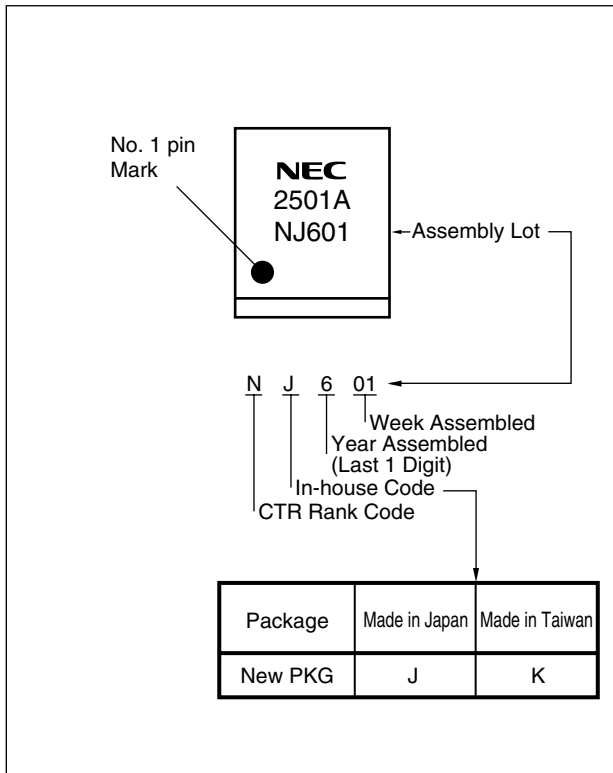 No. 1 pin
Mark
NEC
2501A
NJ601
Assembly Lot
N J 6 01
Week Assembled
Year Assembled
(Last 1 Digit)
In-house Code
CTR Rank Code
Package Made in Japan Made in Taiwan
New PKG J K